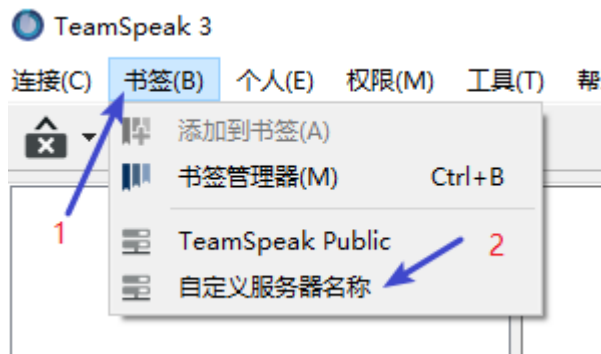 TeamSpeak 3
连接(C) 书签(B) 个人(E) 权限(M) 工具(T) 帮
添加到书签(A)
书签管理器(M) Ctrl+B
1
TeamSpeak Public 2
自定义服务器名称